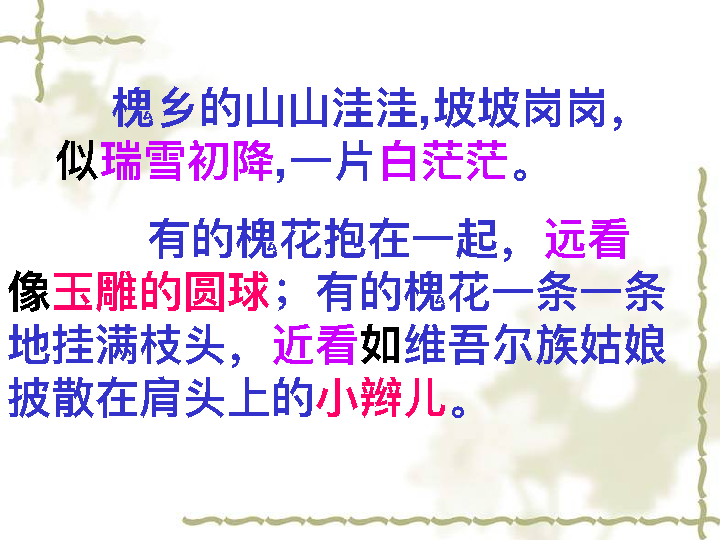 槐乡的山山洼洼,坡坡岗岗，
似瑞雪初降,一片白茫茫。
有的槐花抱在一起，远看
像玉雕的圆球；有的槐花一条一条
地挂满枝头，近看如维吾尔族姑娘
披散在肩头上的小辫儿。